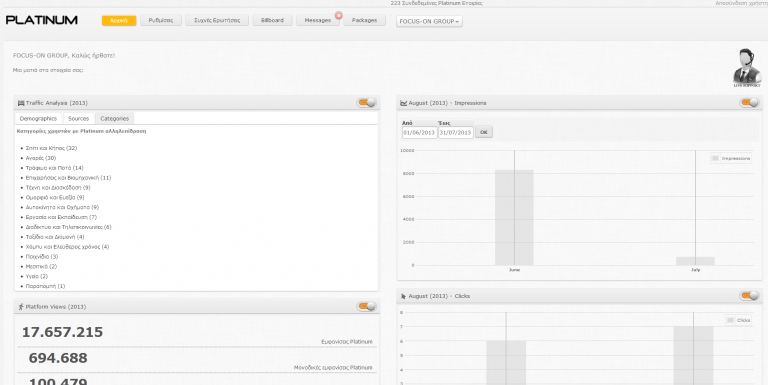 223 Συνδεδεμένες Platinum Εταιρίες
Αποσύνδεση χρήστη
PLATINUM
Αρχική
Ρυθμίσεις
Συχνές Ερωτήσεις
Billboard
Messages
Packages
FOCUS-ON GROUP
FOCUS-ON GROUP, Καλώς ήρθατε!
Μια ματιά στα στοιχεία σας:
LIVE SUPPORT
Traffic Analysis (2013)
Demographics
Sources
Categories
Κατηγορίες χρηστών με Platinum αλληλεπίδραση
Σπίτι και Κήπος (32)
Αγορές (30)
Τρόφιμα και Ποτά (14)
Επιχειρήσεις και Βιομηχανική (11)
Τέχνη και Διασκέδαση (9)
Ομορφιά και Ευεξία (9)
Αυτοκίνητα και Οχήματα (9)
Εργασία και Εκπαίδευση (7)
Διαδίκτυο και Τηλεπικοινωνίες (6)
Ταξίδια και Διαμονή (4)
Χόμπυ και Ελεύθερος χρόνος (4)
Παιχνίδια (3)
Μεσιτικά (2)
Υγεία (2)
Παραπομπή (1)
Platform Views (2013)
17.657.215
Εμφανίσεις Platinum
694.688
Μοναδικές εμφανίσεις Platinum
100.479
August (2013) - Impressions
Από Έως
01/06/2013 31/07/2013 OK
Impressions
10000
8000
6000
4000
2000
0
June July
August (2013) - Clicks
Clicks
8
7
6
5
4
3
2